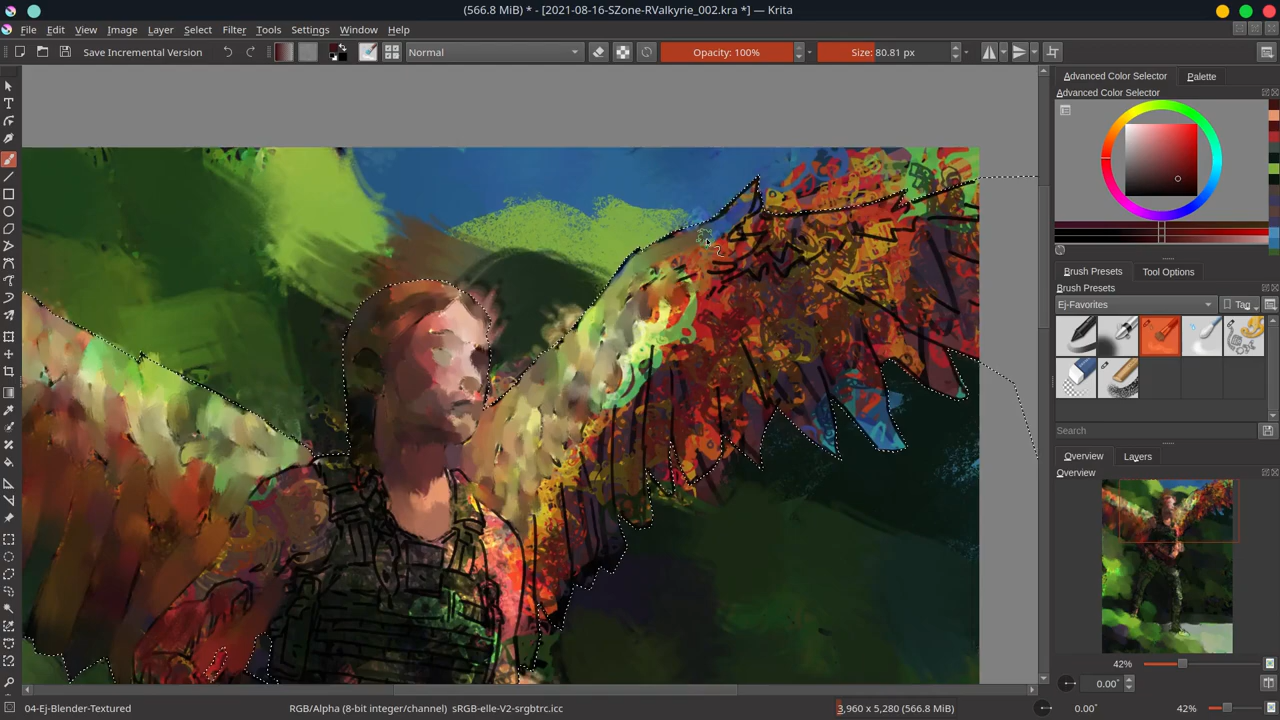 (566.8 MiB) * - [2021-08-16-SZone-RValkyrie_002.kra *] — Krita
File Edit View Image Layer Select Filter Tools Settings Window Help
Save Incremental Version Normal Opacity: 100% Size: 80.81 px
Advanced Color Selector Palette
Advanced Color Selector
Brush Presets Tool Options
Brush Presets
Ej-Favorites Tag
Search
Overview Layers
Overview
42%
0.00°
04-Ej-Blender-Textured RGB/Alpha (8-bit integer/channel) sRGB-elle-V2-srgbtrc.icc 3,960 x 5,280 (566.8 MiB) 0.00° 42%